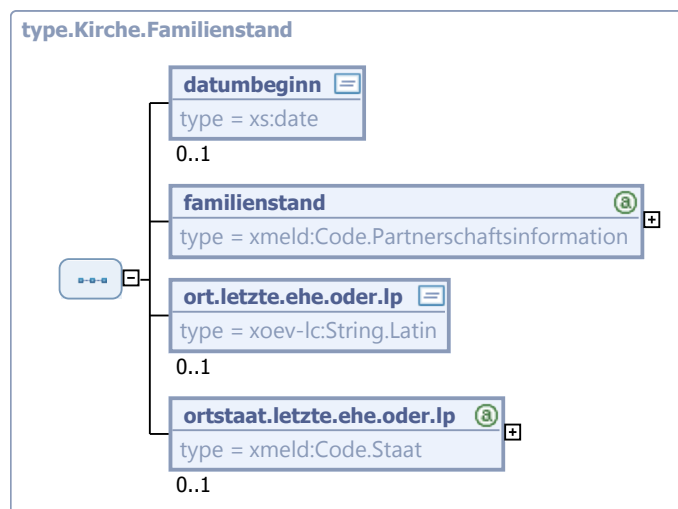 type.Kirche.Familienstand
datumbeginn
type = xs:date
0..1
familienstand
type = xmeld:Code.Partnerschaftsinformation
ort.letzte.ehe.oder.lp
type = xoev-lc:String.Latin
0..1
ortstaat.letzte.ehe.oder.lp
type = xmeld:Code.Staat
0..1